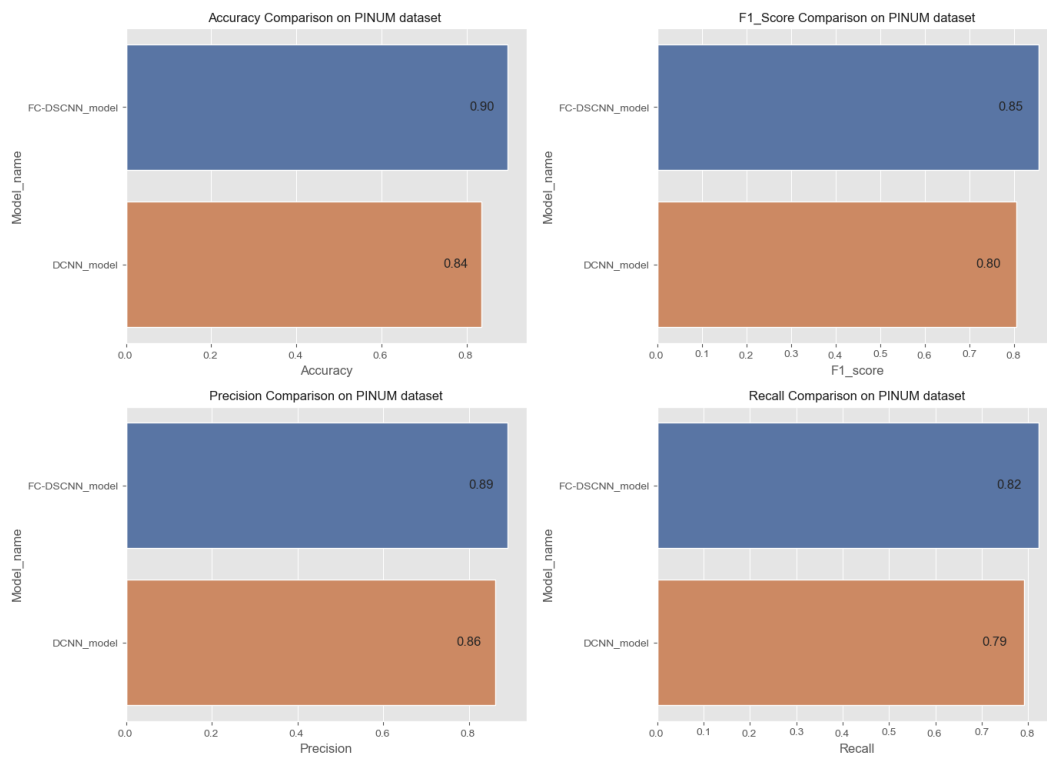 Accuracy Comparison on PINUM dataset
Model_name
FC-DSCNN_model
0.90
DCNN_model
0.84
0.0 0.2 0.4 0.6 0.8
Accuracy
F1_Score Comparison on PINUM dataset
Model_name
FC-DSCNN_model
0.85
DCNN_model
0.80
0.0 0.1 0.2 0.3 0.4 0.5 0.6 0.7 0.8
F1_score
Precision Comparison on PINUM dataset
Model_name
FC-DSCNN_model
0.89
DCNN_model
0.86
0.0 0.2 0.4 0.6 0.8
Precision
Recall Comparison on PINUM dataset
Model_name
FC-DSCNN_model
0.82
DCNN_model
0.79
0.0 0.1 0.2 0.3 0.4 0.5 0.6 0.7 0.8
Recall